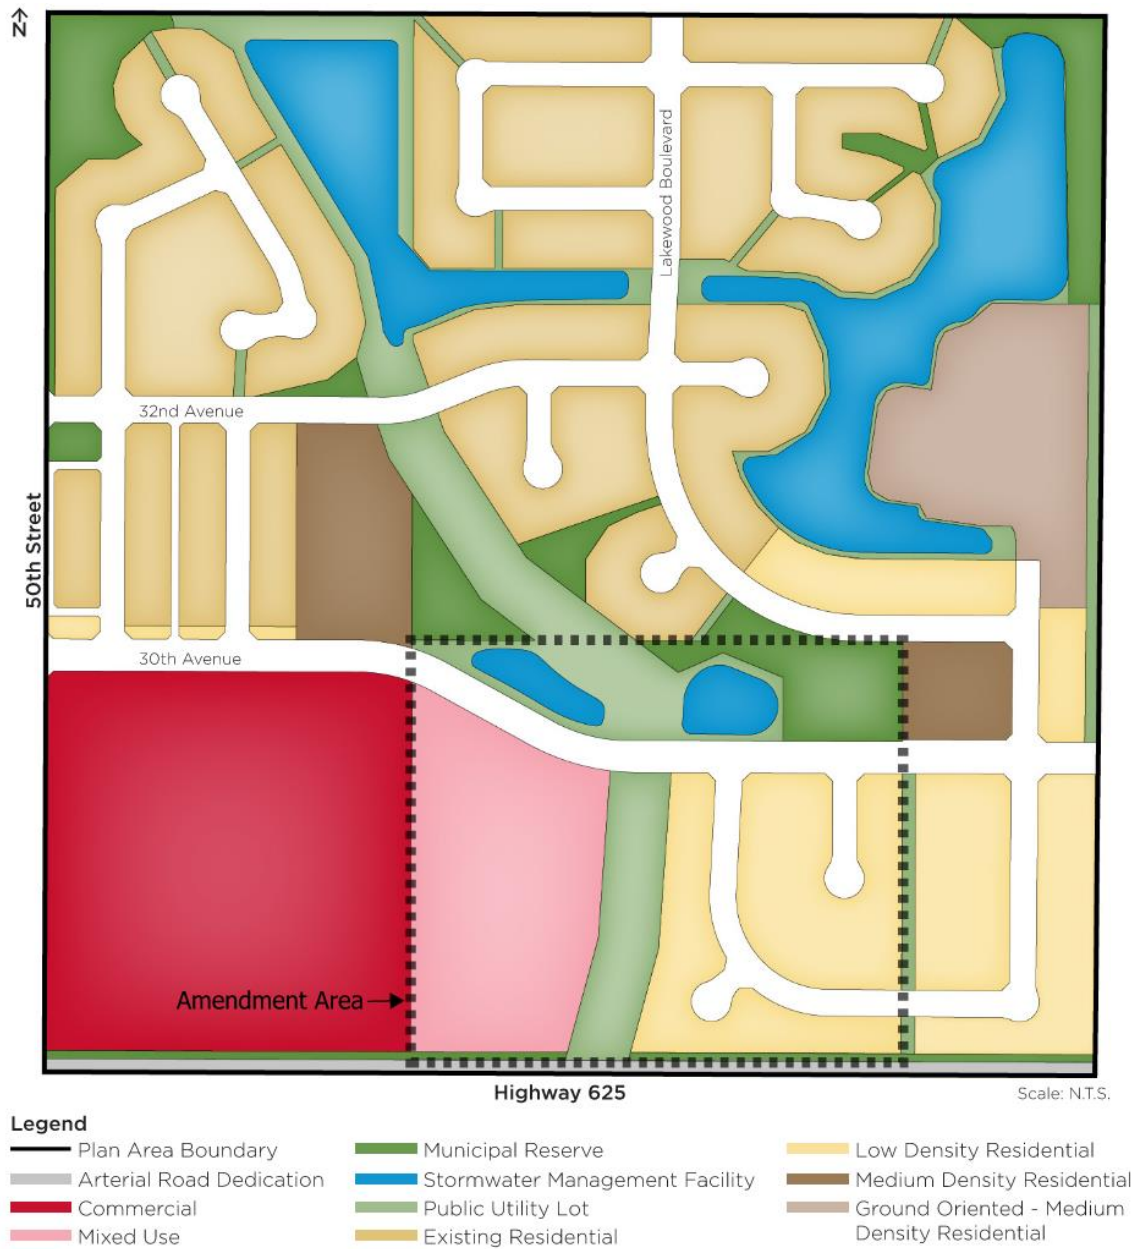 N
Lakewood Boulevard
32nd Avenue
50th Street
30th Avenue
Amendment Area
Highway 625
Scale: N.T.S.
Legend
Plan Area Boundary
Arterial Road Dedication
Commercial
Mixed Use
Municipal Reserve
Stormwater Management Facility
Public Utility Lot
Existing Residential
Low Density Residential
Medium Density Residential
Ground Oriented - Medium
Density Residential